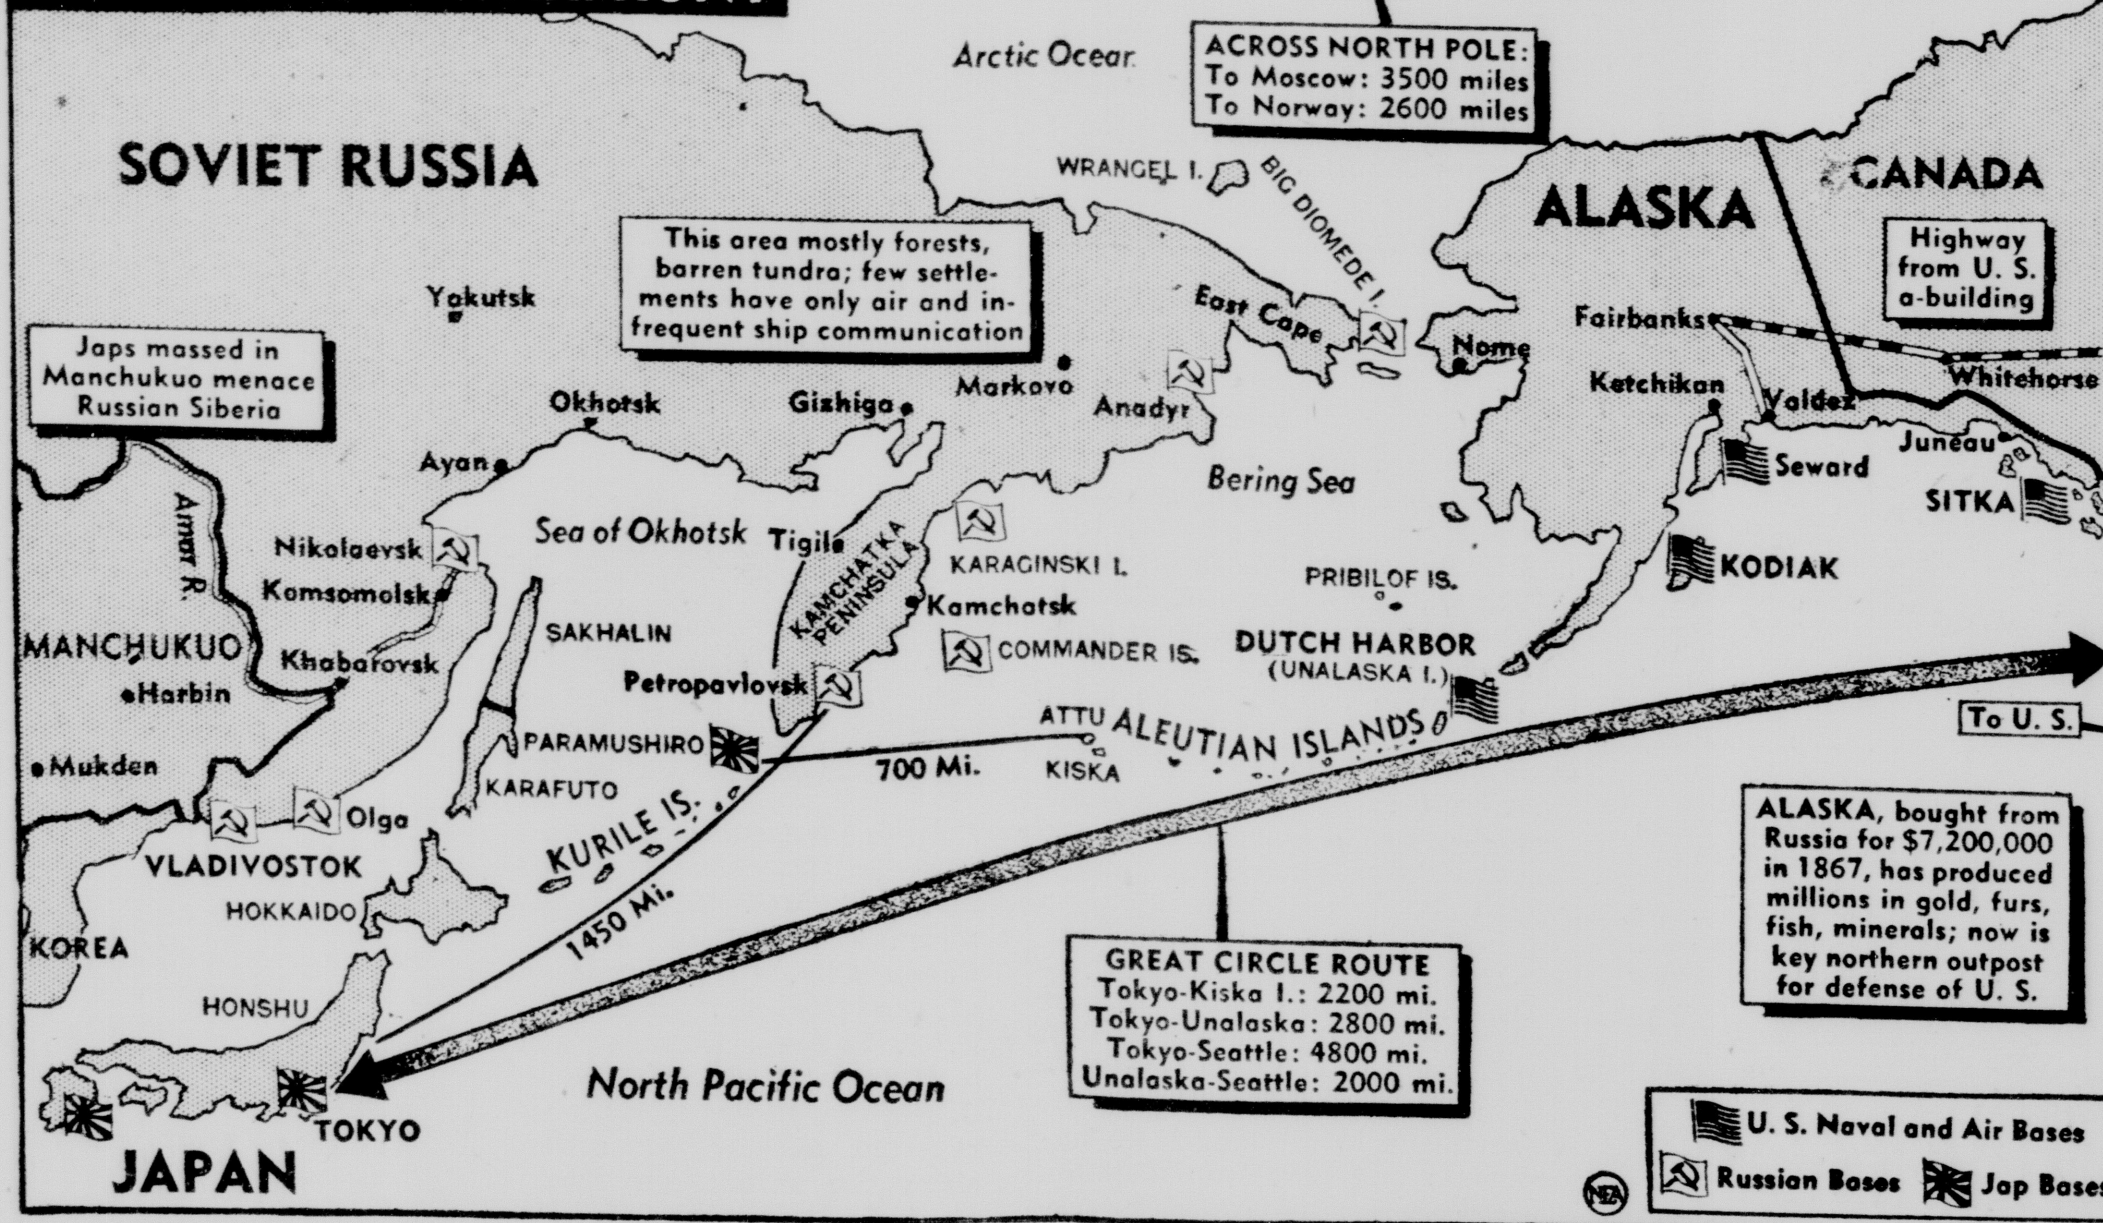 Arctic Ocear.
ACROSS NORTH POLE:
To Moscow: 3500 miles
To Norway: 2600 miles
SOVIET RUSSIA
WRANGEL I.
BIG DIOMEDE I.
ALASKA
CANADA
This area mostly forests,
barren tundra; few settle-
ments have only air and in-
frequent ship communication
Highway
from U. S.
a-building
Yakutsk
East Cape
Fairbanks
Nome
Japs massed in
Manchukuo menace
Russian Siberia
Okhotsk
Gizhiga
Markovo
Anadyr
Ketchikan
Valdez
Whitehorse
Ayan
Bering Sea
Juneau
Seward
SITKA
Amur R.
Nikolaevsk
Sea of Okhotsk
Tigil
KAMCHATKA
PENINSULA
KARAGINSKI I.
PRIBILOF IS.
KODIAK
Komsomolsk
Kamchatsk
SAKHALIN
MANCHUKUO
Khabarovsk
COMMANDER IS.
DUTCH HARBOR
(UNALASKA I.)
Harbin
Petropavlovsk
PARAMUSHIRO
ATTU
ALEUTIAN ISLANDS
To U. S.
Mukden
700 Mi.
KISKA
KARAFUTO
Olga
KURILE IS.
VLADIVOSTOK
ALASKA, bought from
Russia for $7,200,000
in 1867, has produced
millions in gold, furs,
fish, minerals; now is
key northern outpost
for defense of U. S.
HOKKAIDO
1450 Mi.
KOREA
GREAT CIRCLE ROUTE
Tokyo-Kiska I.: 2200 mi.
Tokyo-Unalaska: 2800 mi.
Tokyo-Seattle: 4800 mi.
Unalaska-Seattle: 2000 mi.
HONSHU
North Pacific Ocean
TOKYO
JAPAN
U. S. Naval and Air Bases
Russian Bases
Jap Bases
NEA